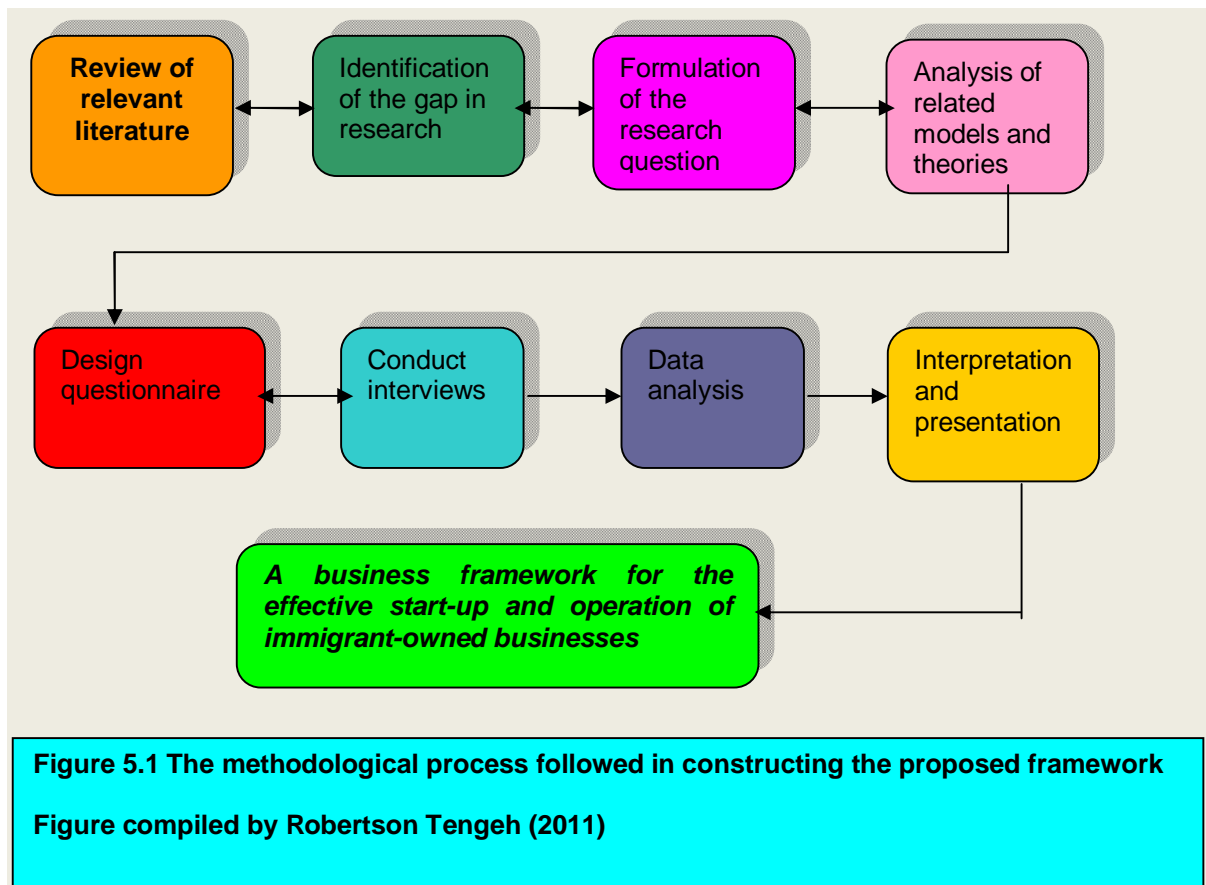 Review of
relevant
literature
Identification
of the gap in
research
Formulation
of the
research
question
Analysis of
related
models and
theories
Design
questionnaire
Conduct
interviews
Data
analysis
Interpretation
and
presentation
A business framework for the
effective start-up and operation of
immigrant-owned businesses
Figure 5.1 The methodological process followed in constructing the proposed framework
Figure compiled by Robertson Tengeh (2011)